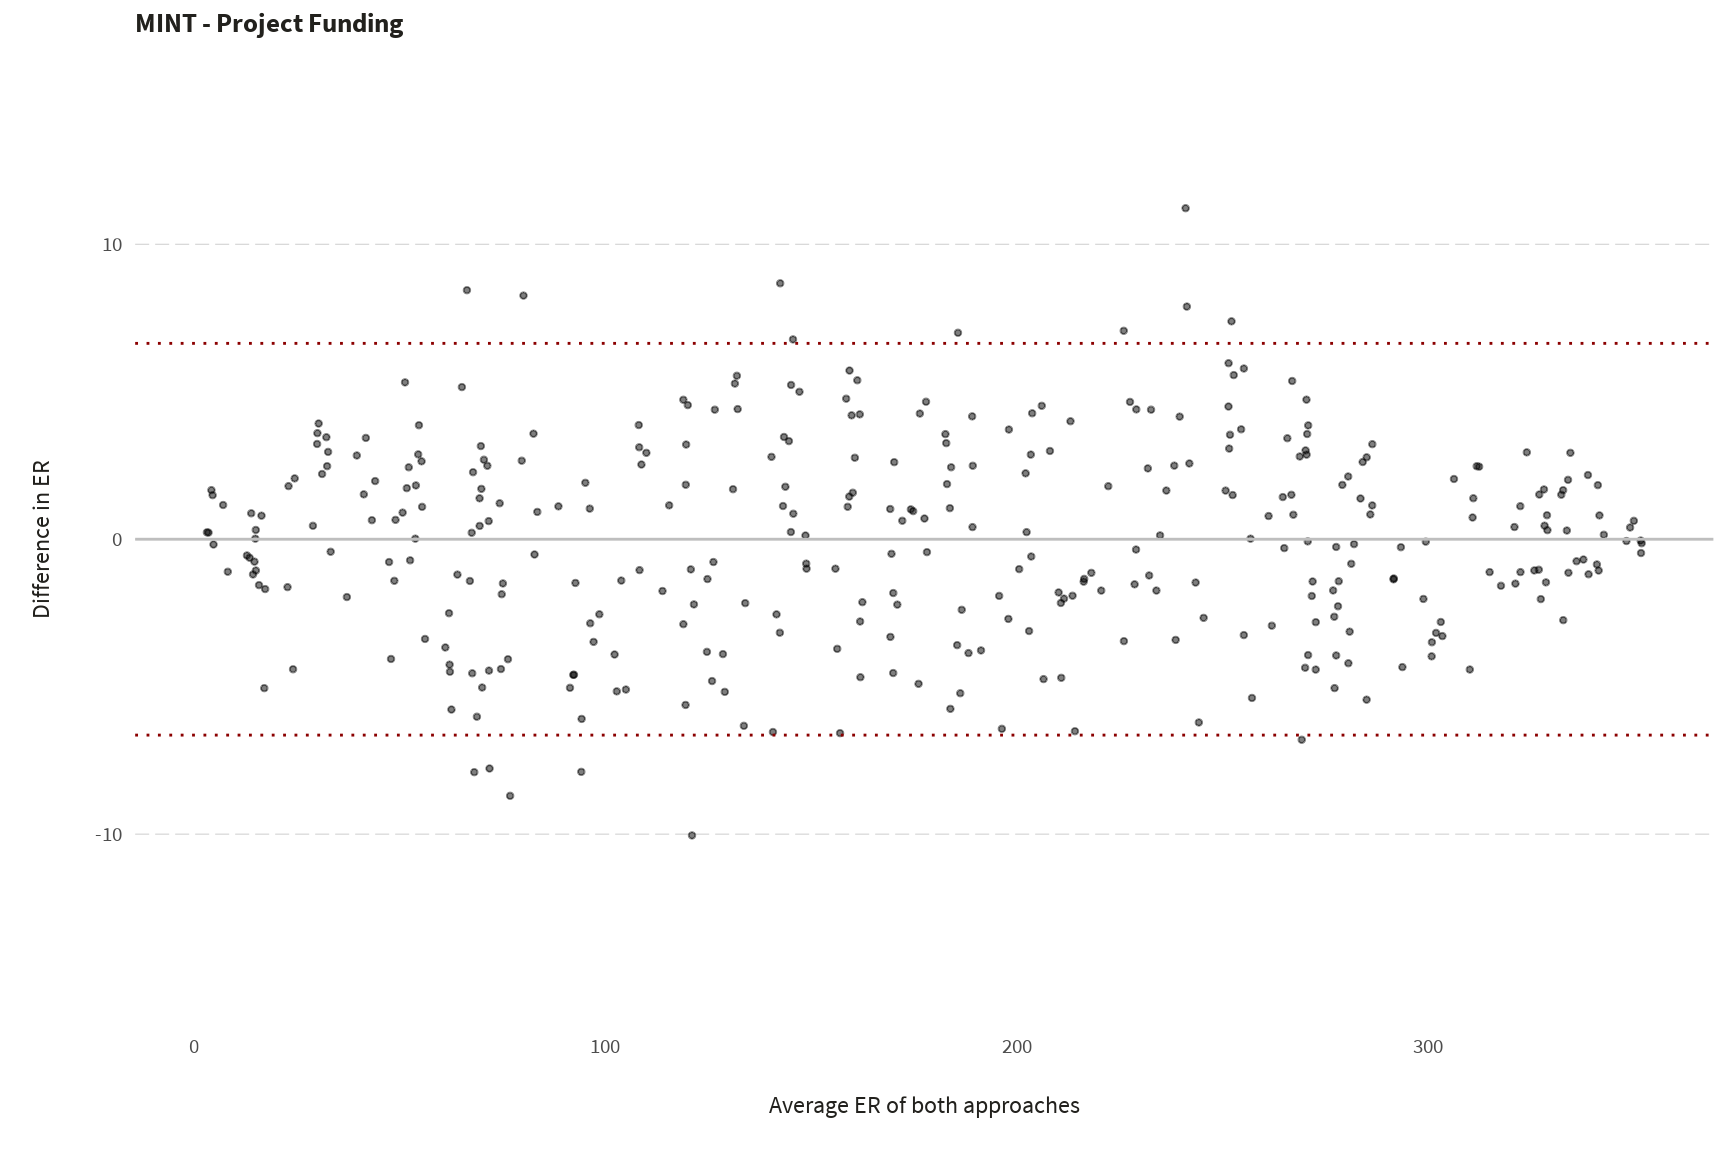 MINT - Project Funding
Difference in ER
10
0
-10
0
100
200
300
Average ER of both approaches